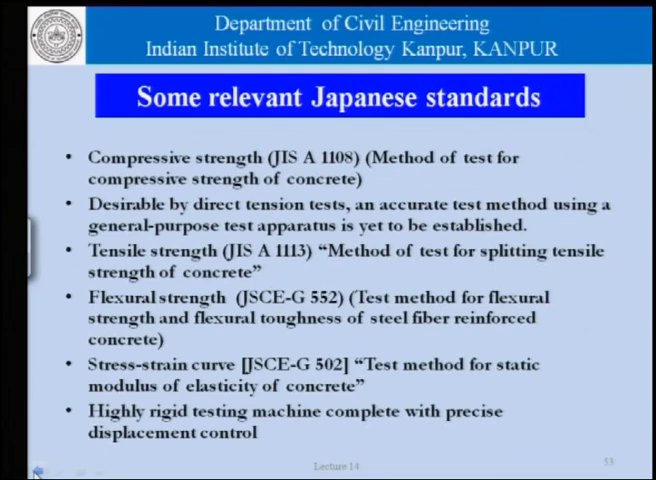 Department of Civil Engineering
Indian Institute of Technology Kanpur, KANPUR
Some relevant Japanese standards
• Compressive strength (JIS A 1108) (Method of test for
compressive strength of concrete)
• Desirable by direct tension tests, an accurate test method using a
general-purpose test apparatus is yet to be established.
• Tensile strength (JIS A 1113) “Method of test for splitting tensile
strength of concrete”
• Flexural strength (JSCE-G 552) (Test method for flexural
strength and flexural toughness of steel fiber reinforced
concrete)
• Stress-strain curve [JSCE-G 502] “Test method for static
modulus of elasticity of concrete”
• Highly rigid testing machine complete with precise
displacement control
Lecture 14
53